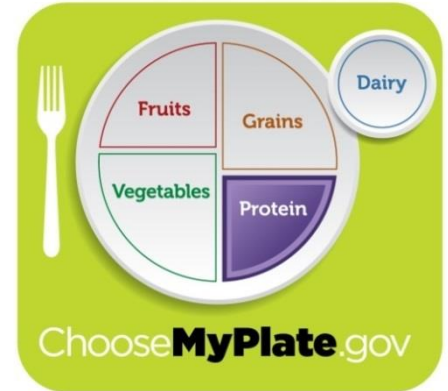 Fruits
Grains
Dairy
Vegetables
Protein
ChooseMyPlate.gov